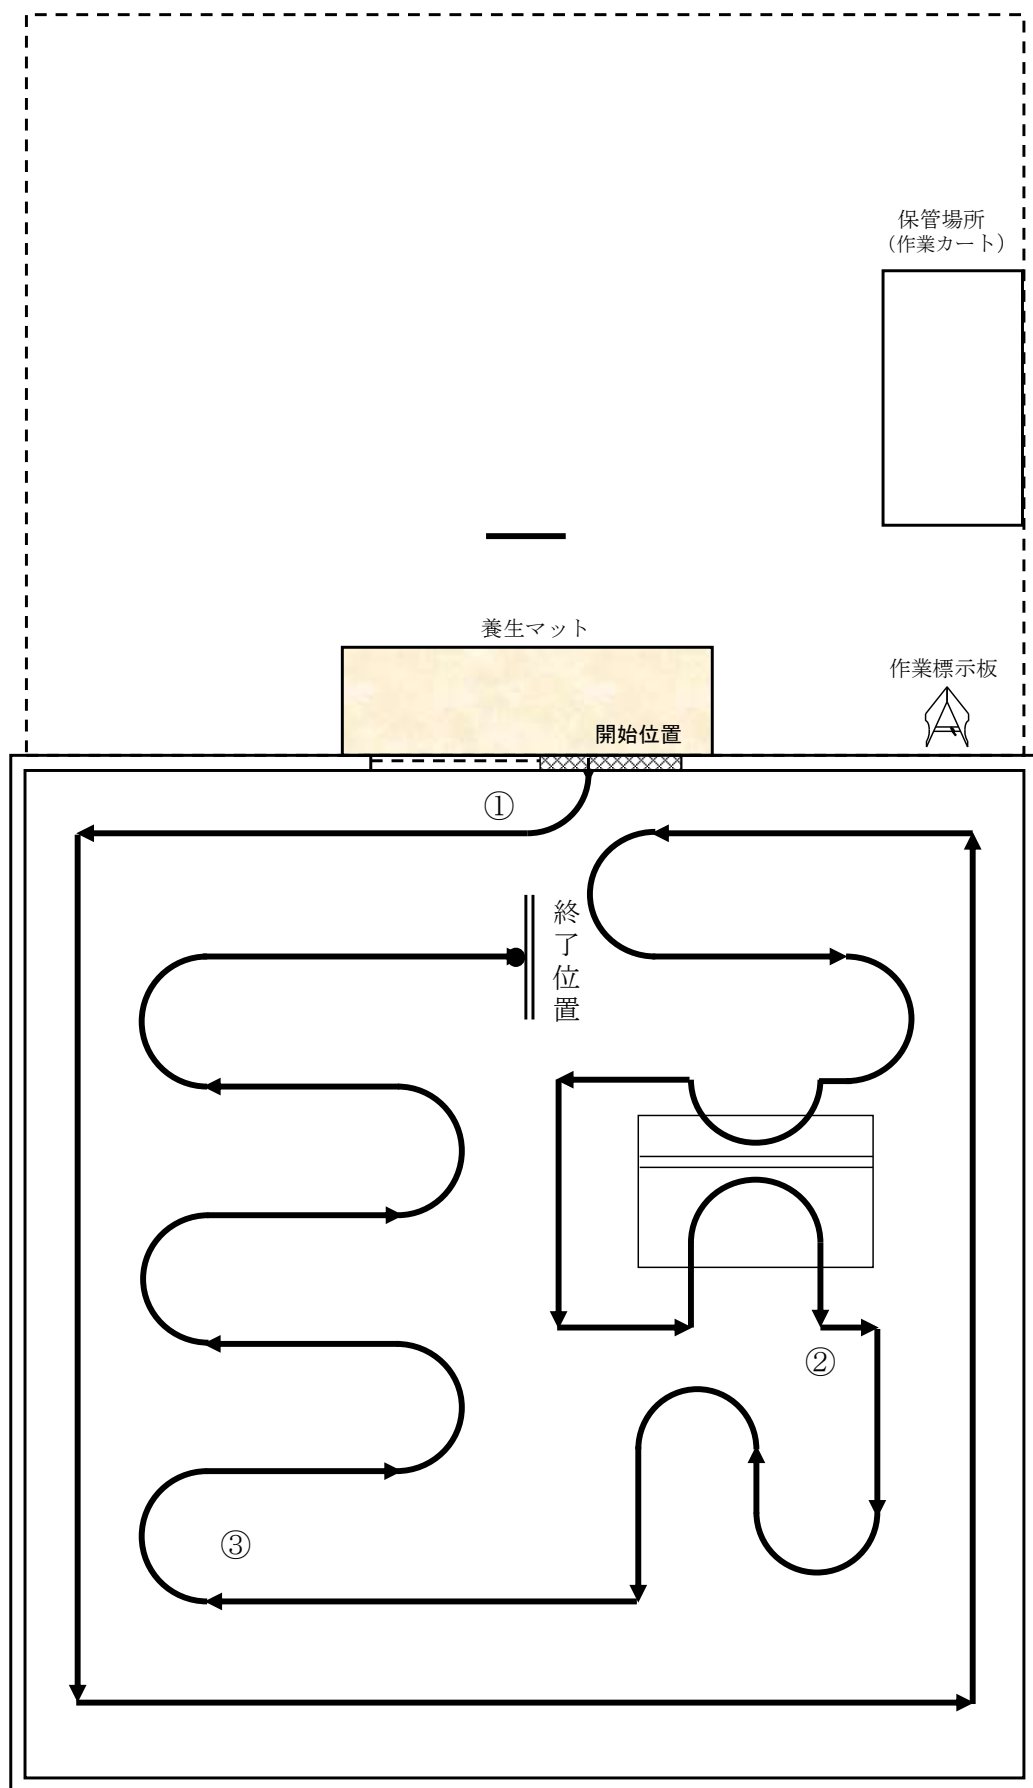 保管場所
（作業カート）
養生マット
作業標示板
開始位置
①
終了位置
②
③